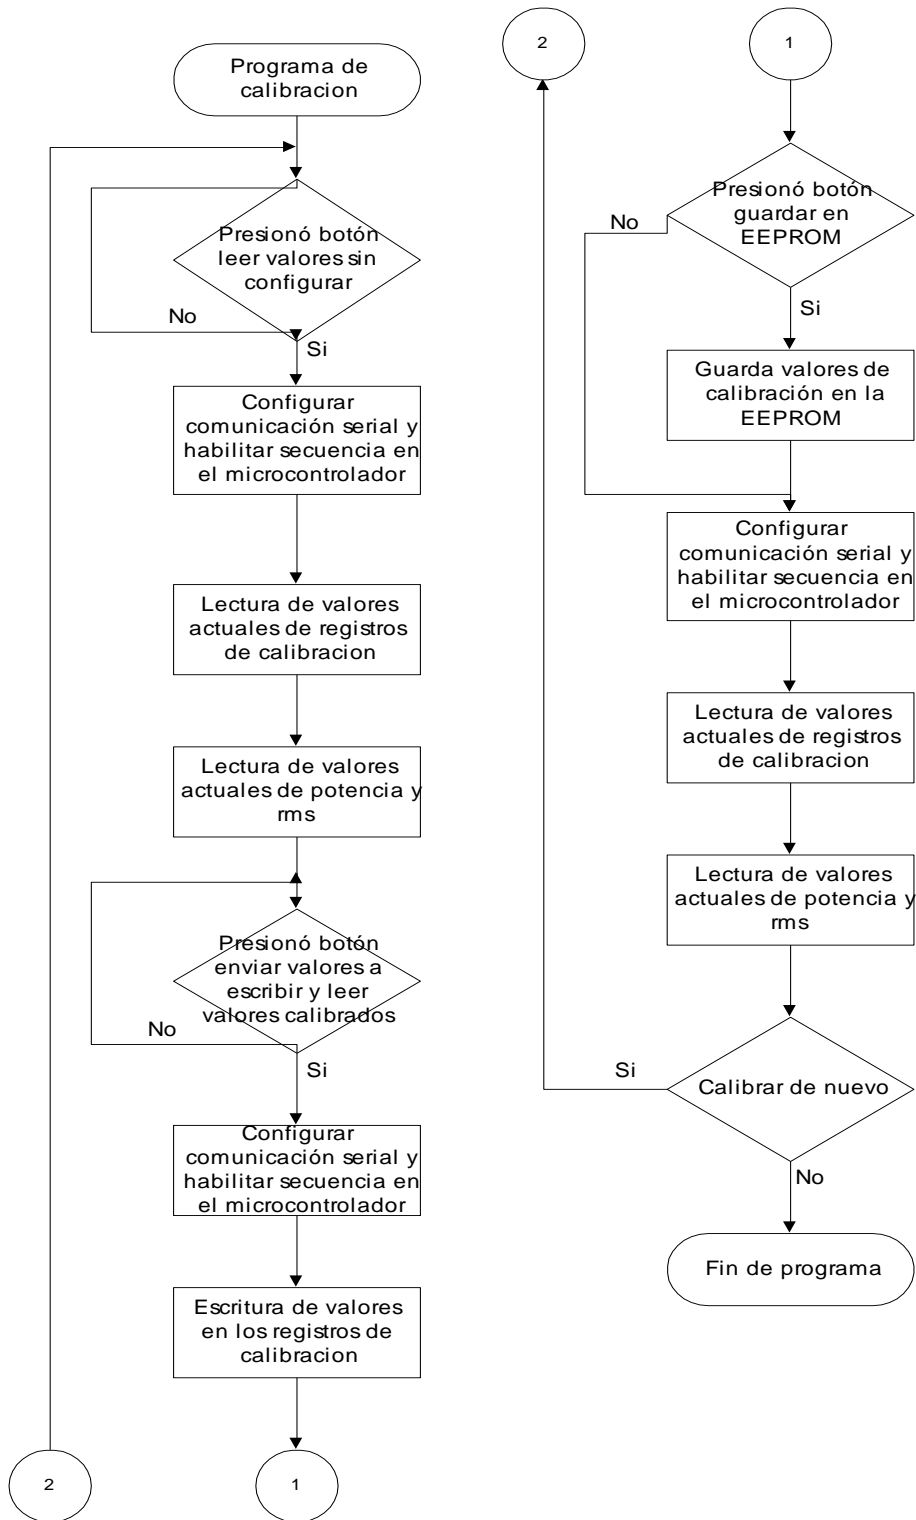 Programa de
calibracion
Presionó botón
leer valores sin
configurar
No
Si
Configurar
comunicación serial y
habilitar secuencia en
el microcontrolador
Lectura de valores
actuales de registros
de calibracion
Lectura de valores
actuales de potencia y
rms
Presionó botón
enviar valores a
escribir y leer
valores calibrados
No
Si
Configurar
comunicación serial y
habilitar secuencia en
el microcontrolador
Escritura de valores
en los registros de
calibracion
2
1
2
1
Presionó botón
guardar en
EEPROM
No
Si
Guarda valores de
calibración en la
EEPROM
Configurar
comunicación serial y
habilitar secuencia en
el microcontrolador
Lectura de valores
actuales de registros
de calibracion
Lectura de valores
actuales de potencia y
rms
Si
Calibrar de nuevo
No
Fin de programa